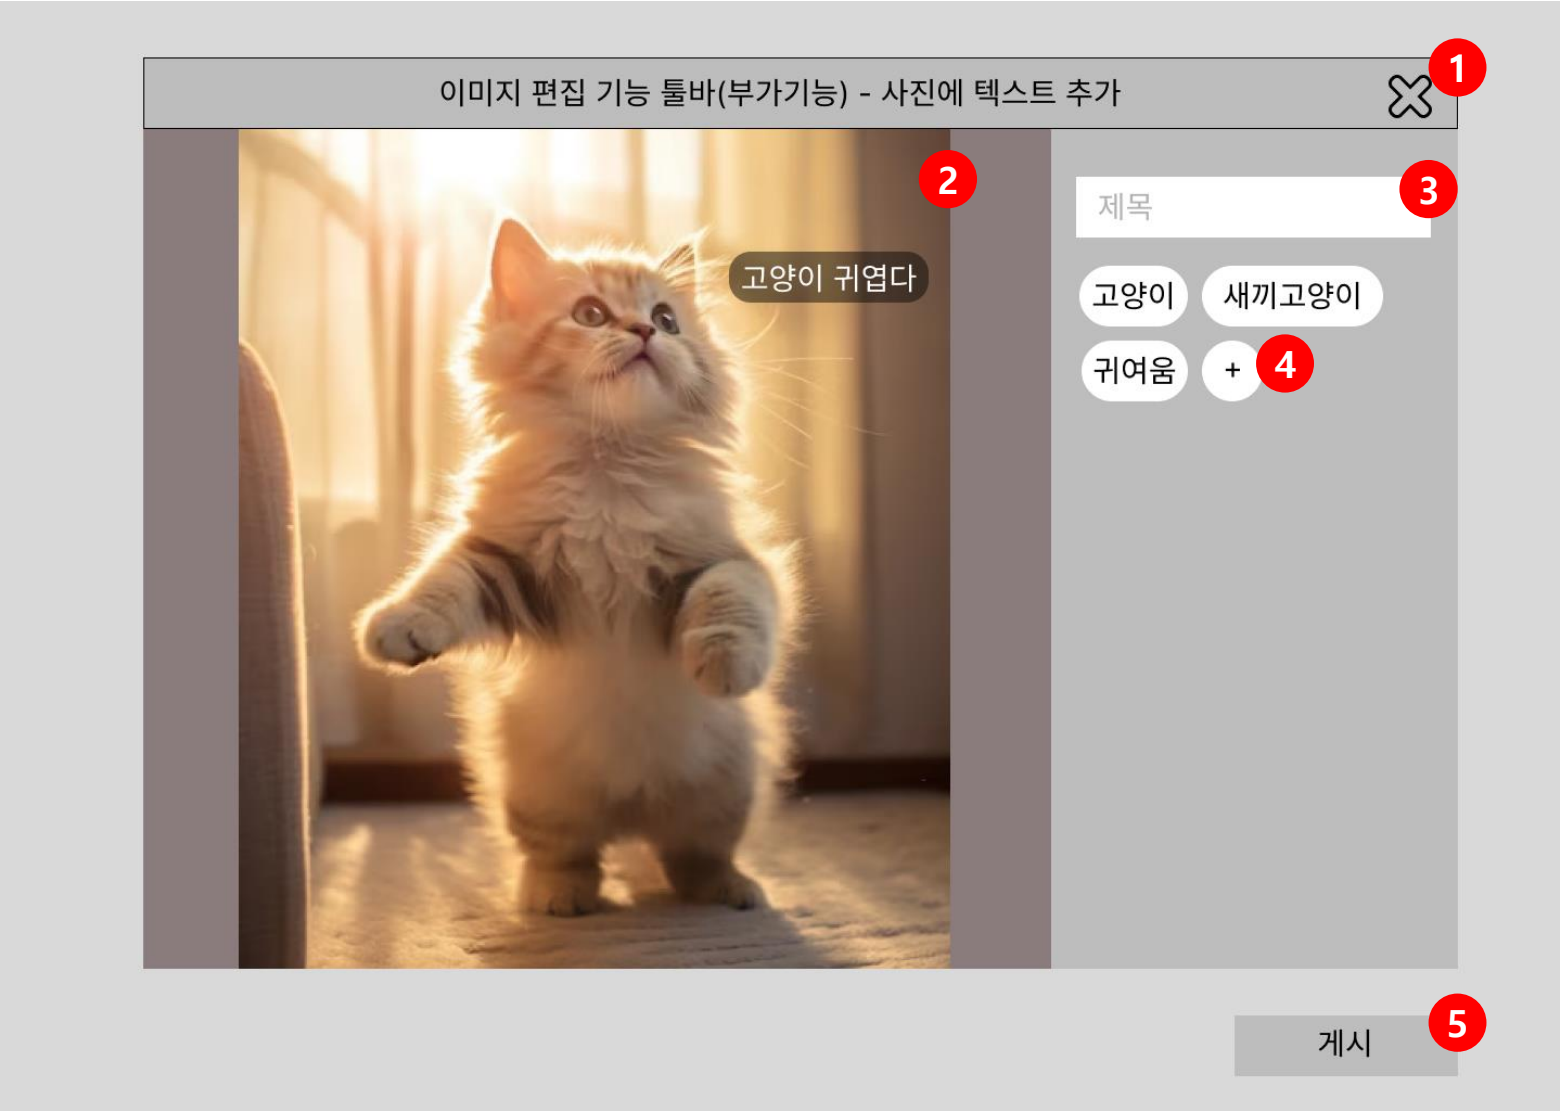 이미지 편집 기능 툴바(부가기능) - 사진에 텍스트 추가
1
2
3
제목
고양이 귀엽다
고양이 새끼고양이
귀여움 + 4
5
게시